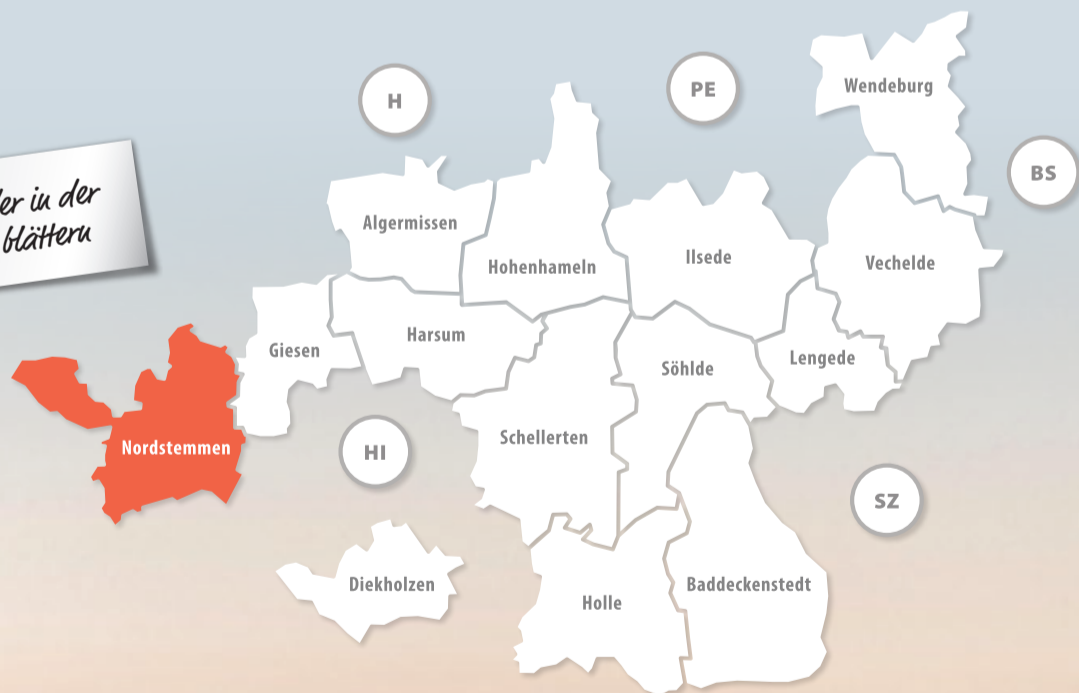 H
PE
Wendeburg
BS
in der
blättern
Algermissen
Hohenhameln
Ilsede
Vechelde
Giesen
Harsum
Söhlde
Lengede
Nordstemmen
HI
Schellerten
SZ
Diekholzen
Holle
Baddeckenstedt